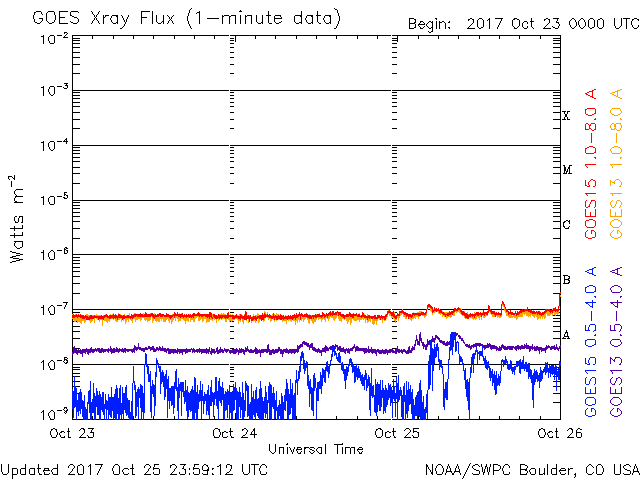 GOES Xray Flux (1-minute data)
Begin: 2017 Oct 23 0000 UTC
10⁻²
10⁻³
10⁻⁴
10⁻⁵
10⁻⁶
10⁻⁷
10⁻⁸
10⁻⁹
Watts m⁻²
X
M
C
B
A
GOES15 1.0-8.0 A
GOES13 1.0-8.0 A
GOES15 0.5-4.0 A
GOES13 0.5-4.0 A
Oct 23 Oct 24 Oct 25 Oct 26
Universal Time
Updated 2017 Oct 25 23:59:12 UTC
NOAA/SWPC Boulder, CO USA